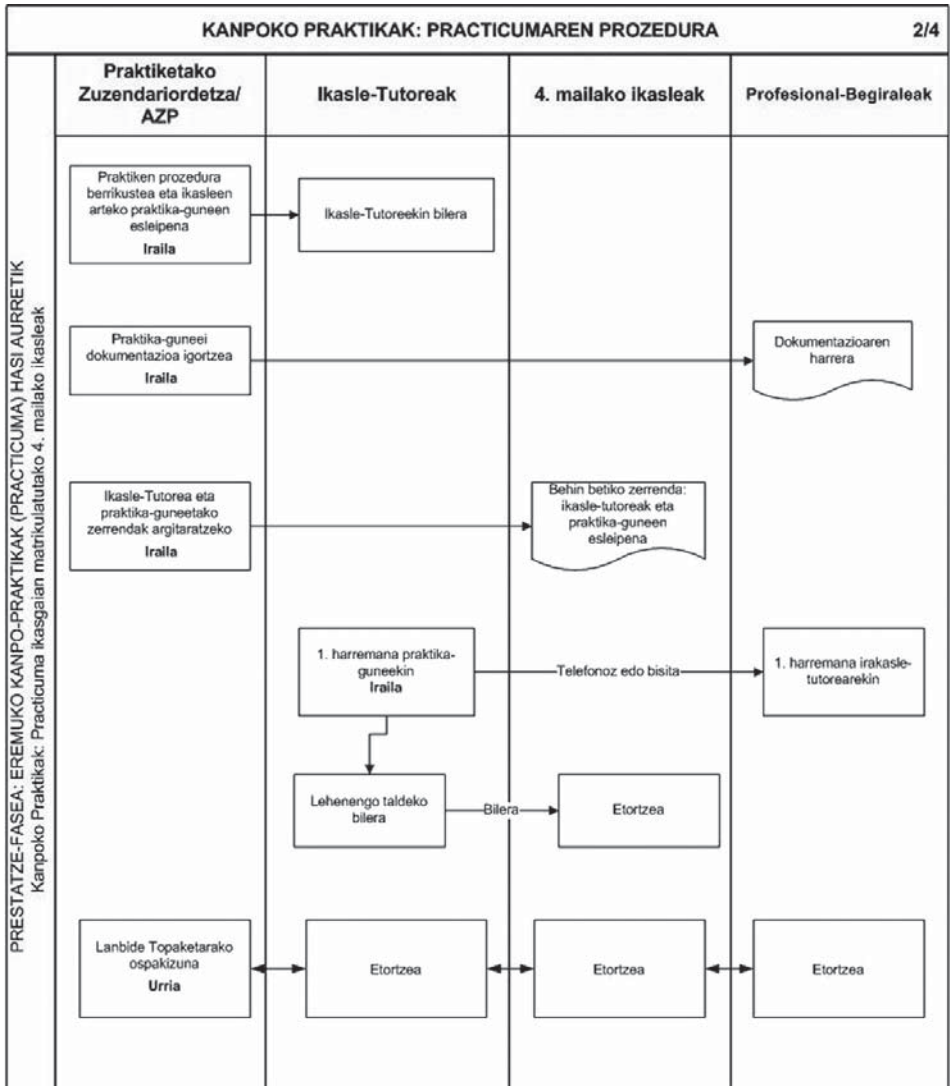 KANPOKO PRAKTIKAK: PRACTICUMAREN PROZEDURA
2/4
PRESTATZE-FASEA: EREMUKO KANPO-PRAKTIKAK (PRACTICUMA) HASI AURRETIK
Kanpoko Praktikak: Practicuma ikasgaian matrikulatutako 4. mailako ikasleak
Praktiketako
Zuzendariordetza/
AZP
Ikasle-Tutoreak
4. mailako ikasleak
Profesional-Begiraleak
Praktiken prozedura
berrikustea eta ikasleen
arteko praktika-guneen
esleipena
Iraila
Ikasle-Tutoreekin bilera
Praktika-guneei
dokumentazioa igortzea
Iraila
Dokumentazioaren
harrera
Ikasle-Tutorea eta
praktika-guneetako
zerrendak argitaratzeko
Iraila
Behin betiko zerrenda:
ikasle-tutoreak eta
praktika-guneen
esleipena
1. harremana praktika-
guneekin
Iraila
Telefonoz edo bisita
1. harremana irakasle-
tutorearekin
Lehenengo taldeko
bilera
Bilera
Etortzea
Lanbide Topaketarako
ospakizuna
Urria
Etortzea
Etortzea
Etortzea